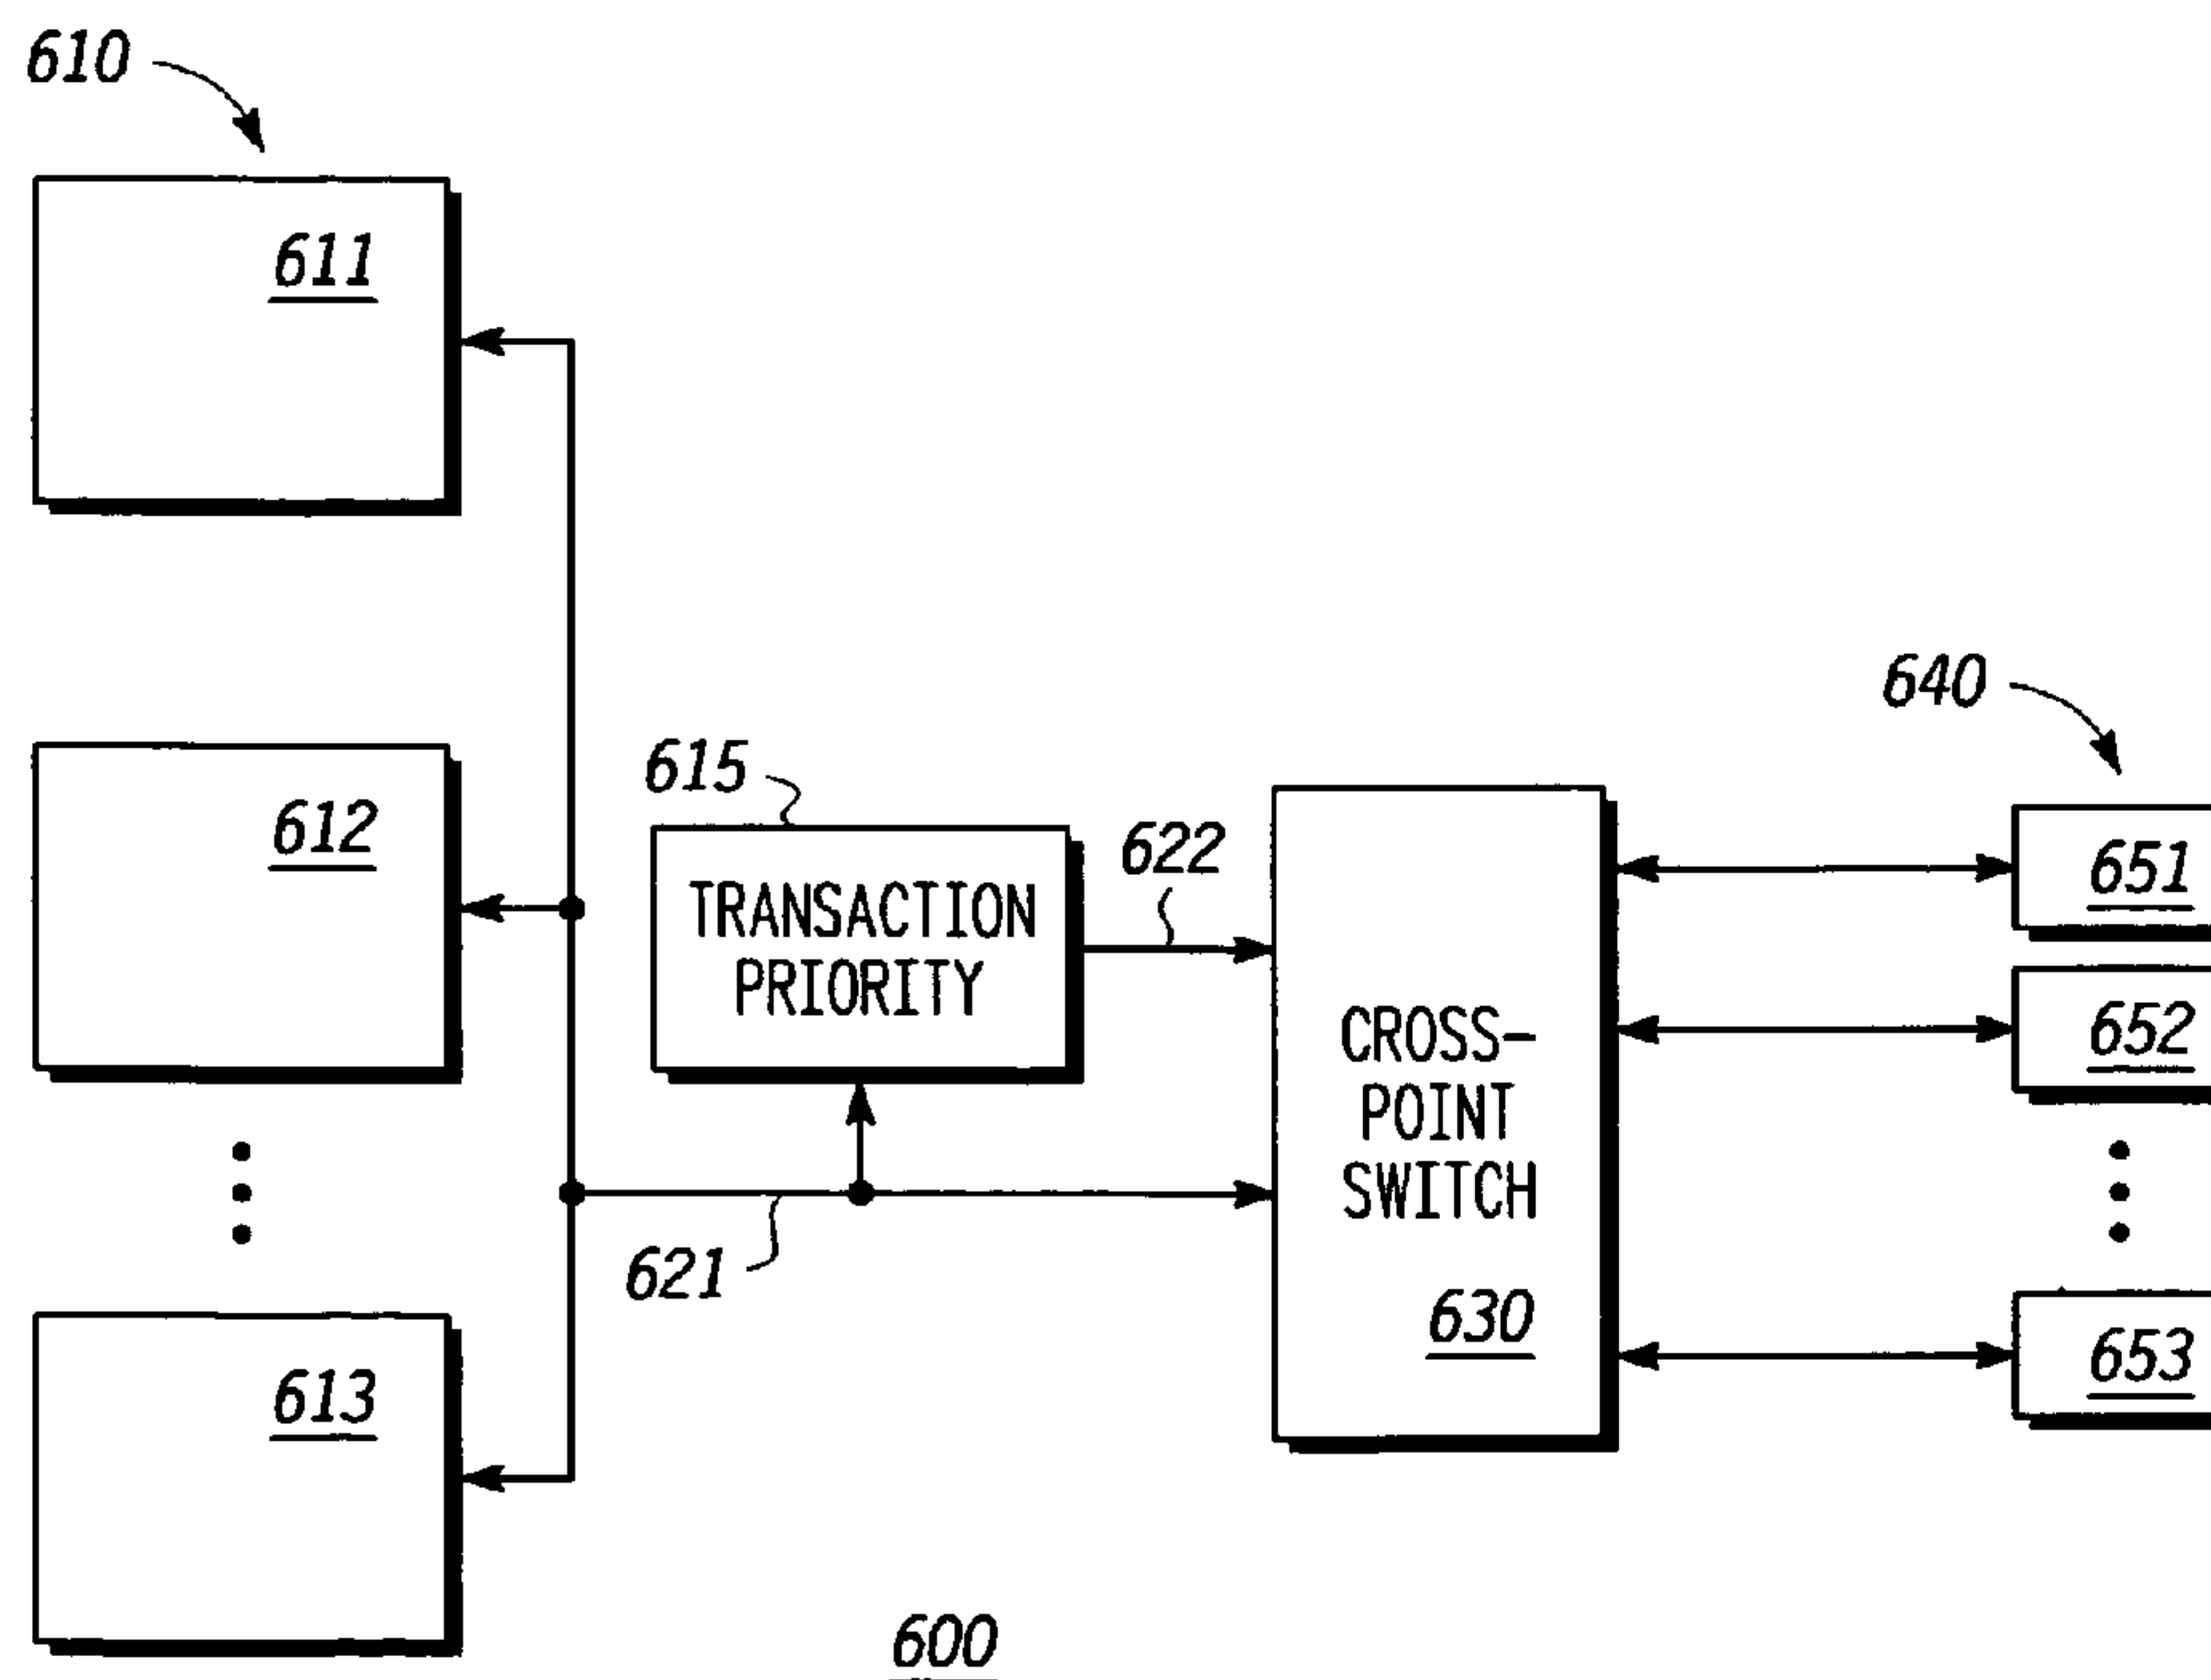 610
611
612
613
615
TRANSACTION
PRIORITY
622
621
CROSS-
POINT
SWITCH
630
640
651
652
653
600